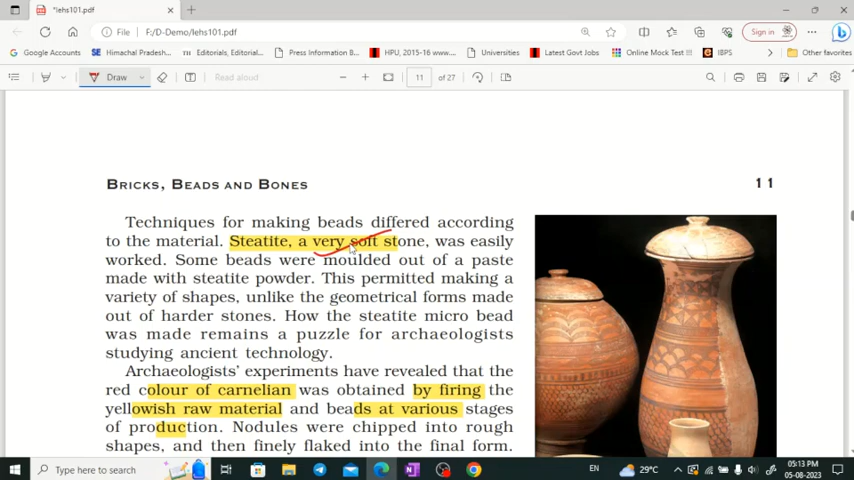 *lehs101.pdf
File
F:/D-Demo/lehs101.pdf
Sign in
Google
Himachal Pradesh...
Editorials, Editorial...
Press Information B...
HPU, 2015-16 www....
Universities
Latest Govt Jobs
Online Mock Test !!!...
IBPS
Other favorites
Draw
Read aloud
11 of 27
BRICKS, BEADS AND BONES
11
Techniques for making beads differed according
to the material. Steatite, a very soft stone, was easily
worked. Some beads were moulded out of a paste
made with steatite powder. This permitted making a
variety of shapes, unlike the geometrical forms made
out of harder stones. How the steatite micro bead
was made remains a puzzle for archaeologists
studying ancient technology.
Archaeologists' experiments have revealed that the
red colour of carnelian was obtained by firing the
yellowish raw material and beads at various stages
of production. Nodules were chipped into rough
shapes, and then finely flaked into the final form.
Type here to search
EN
29°C
05:13 PM
05-08-2023